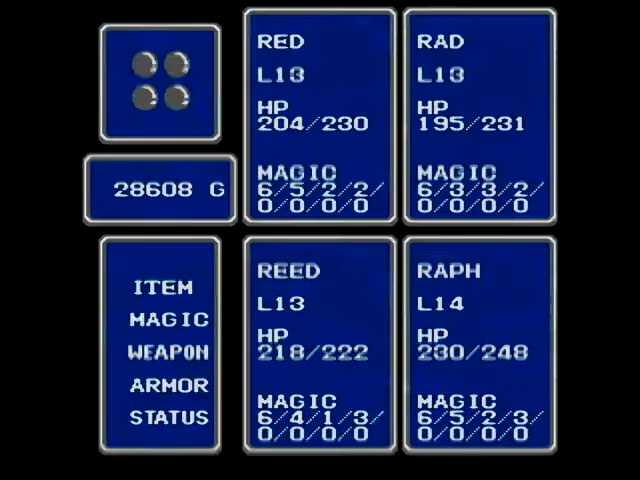 RED
L13
HP
204/230
MAGIC
6/5/2/2/
0/0/0/0
RAD
L13
HP
195/231
MAGIC
6/3/3/2/
0/0/0/0
28608 G
ITEM
MAGIC
WEAPON
ARMOR
STATUS
REED
L13
HP
218/222
MAGIC
6/4/1/3/
0/0/0/0
RAPH
L14
HP
230/248
MAGIC
6/5/2/3/
0/0/0/0